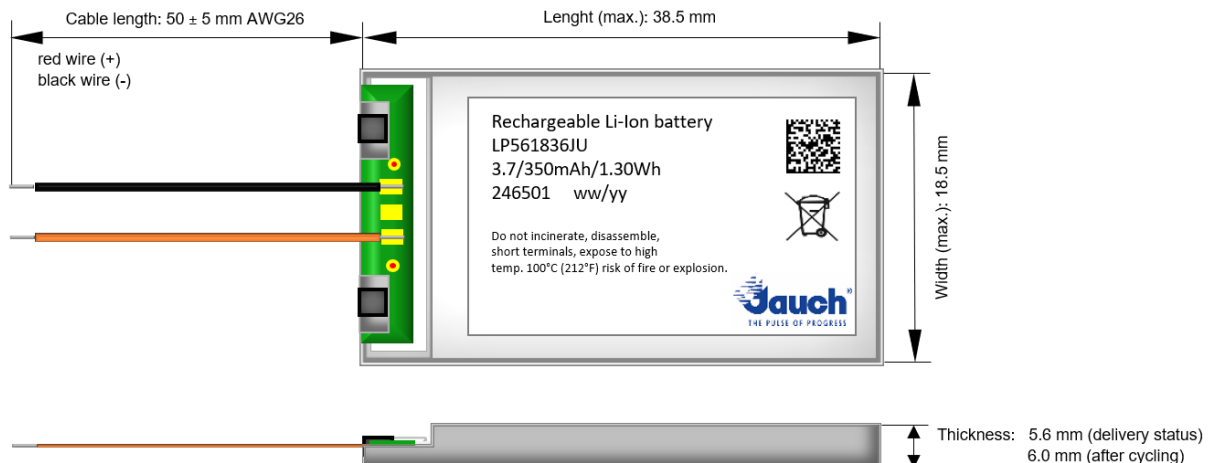 Cable length: 50 ± 5 mm AWG26
Lenght (max.): 38.5 mm
red wire (+)
black wire (-)
Rechargeable Li-Ion battery
LP561836JU
3.7/350mAh/1.30Wh
246501 ww/yy
Do not incinerate, disassemble,
short terminals, expose to high
temp. 100°C (212°F) risk of fire or explosion.
Jauch®
THE PULSE OF PROGRESS
Width (max.): 18.5 mm
Thickness: 5.6 mm (delivery status)
6.0 mm (after cycling)